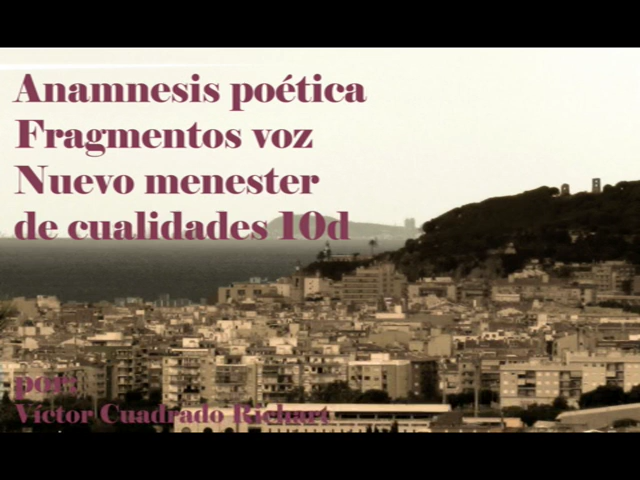 Anamnesis poética
Fragmentos voz
Nuevo menester
de cualidades 10d
por:
Víctor Cuadrado Richart